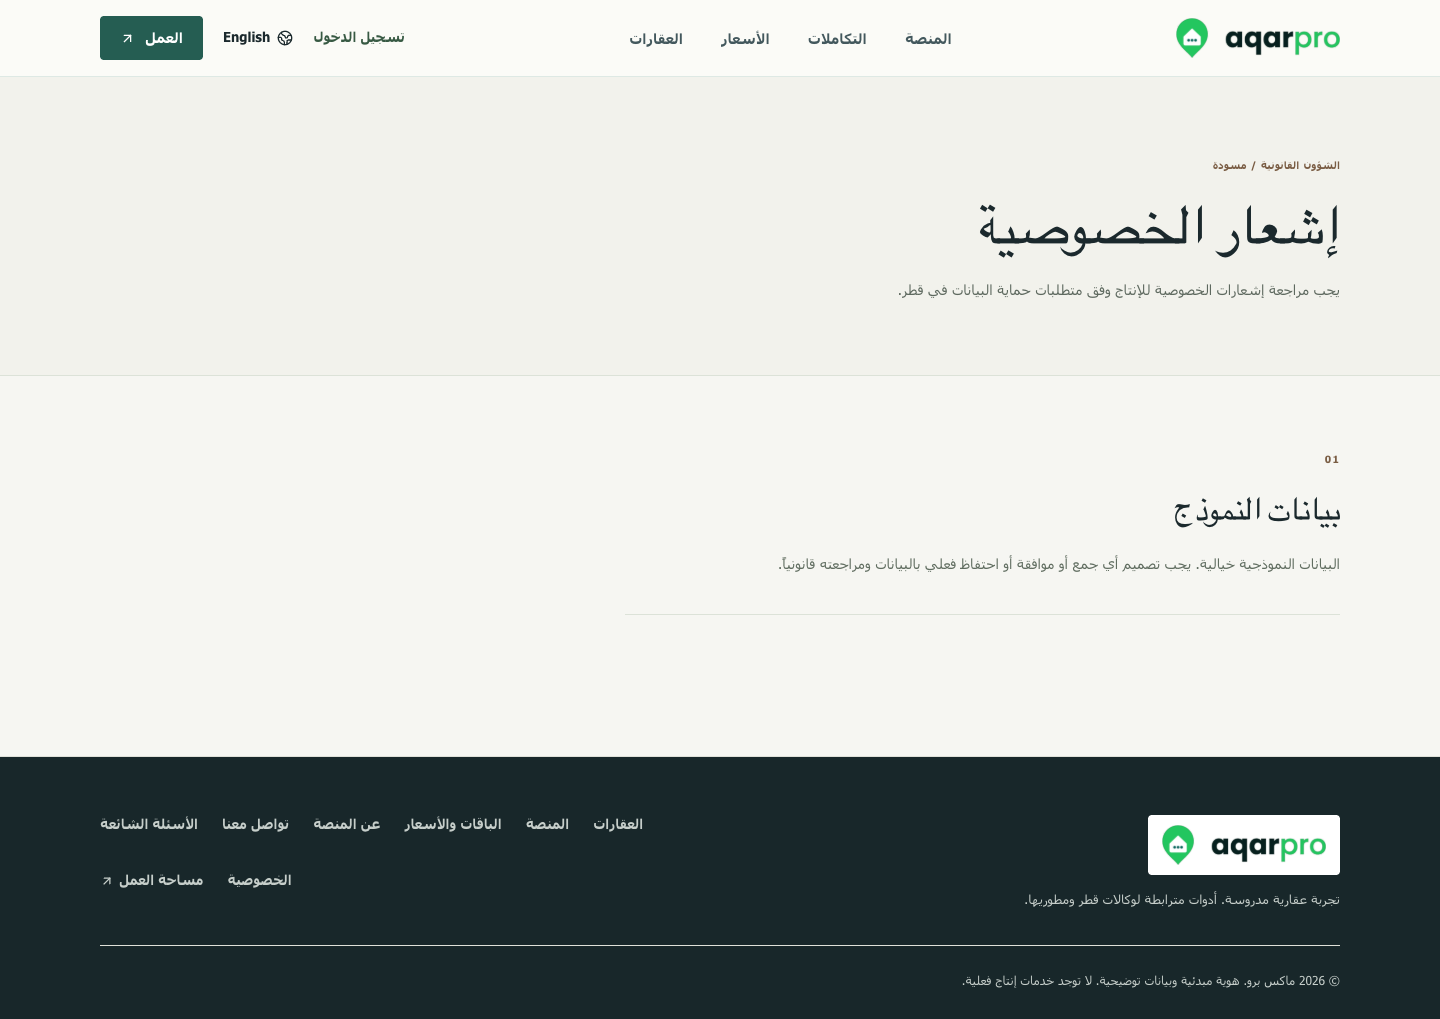 aqarpro
المنصة
التكاملات
الأسعار
العقارات
تسجيل الدخول
English
العمل
الشؤون القانونية / مسودة
إشعار الخصوصية
يجب مراجعة إشعارات الخصوصية للإنتاج وفق متطلبات حماية البيانات في قطر.
01
بيانات النموذج
البيانات النموذجية خيالية. يجب تصميم أي جمع أو موافقة أو احتفاظ فعلي بالبيانات ومراجعته قانونياً.
aqarpro
تجربة عقارية مدروسة. أدوات مترابطة لوكالات قطر ومطوريها.
العقارات
المنصة
الباقات والأسعار
عن المنصة
تواصل معنا
الأسئلة الشائعة
الخصوصية
مساحة العمل
© 2026 ماكس برو. هوية مبدئية وبيانات توضيحية. لا توجد خدمات إنتاج فعلية.